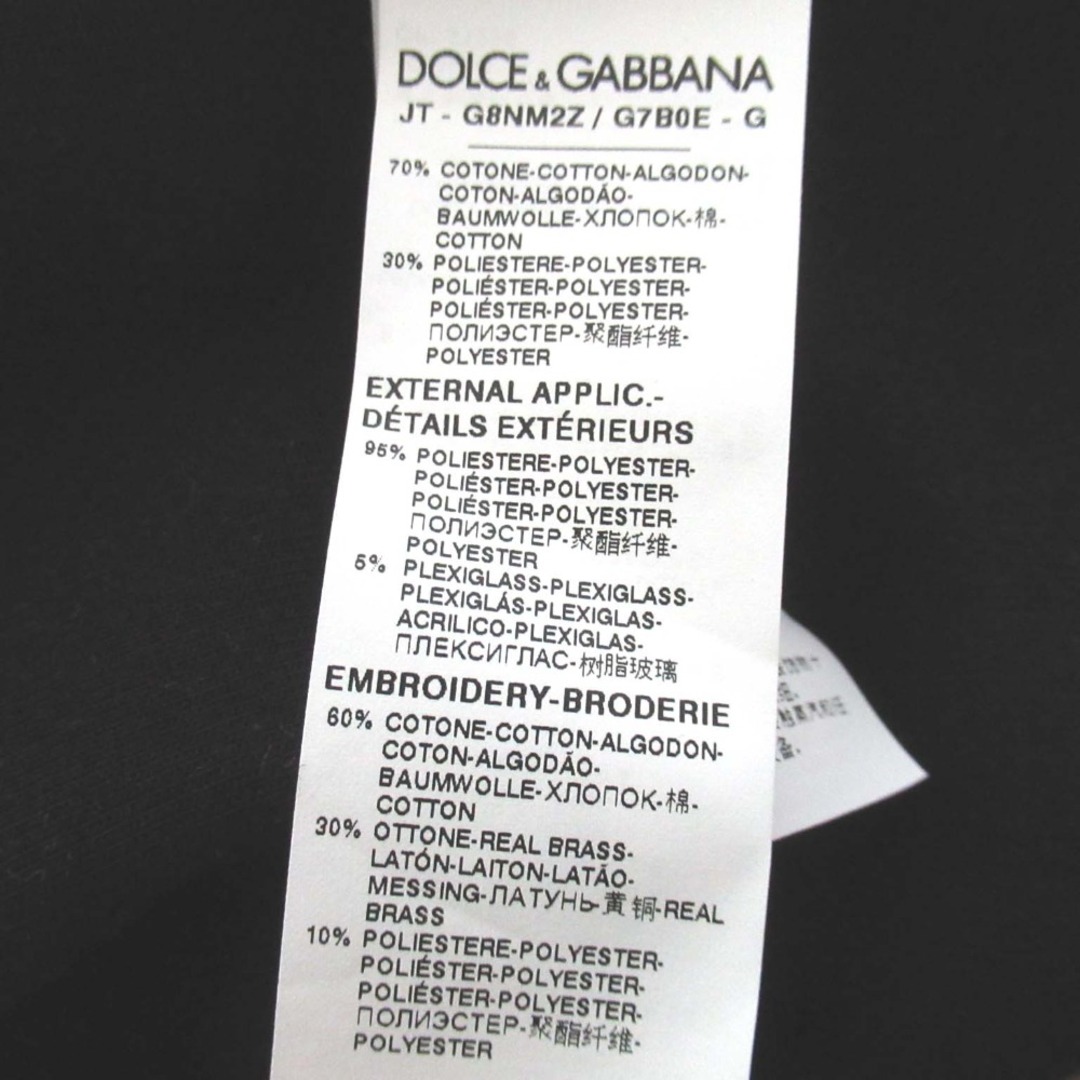 DOLCE & GABBANA
JT - G8NM2Z / G7B0E - G
70% COTONE-COTTON-ALGODON-
COTON-ALGODÃO-
BAUMWOLLE-ХЛОПОК-棉-
COTTON
30% POLIESTERE-POLYESTER-
POLIÉSTER-POLYESTER-
POLIÉSTER-POLYESTER-
ПОЛИЭСТЕР-聚酯纤维-
POLYESTER
EXTERNAL APPLIC.-
DÉTAILS EXTÉRIEURS
95% POLIESTERE-POLYESTER-
POLIÉSTER-POLYESTER-
POLIÉSTER-POLYESTER-
ПОЛИЭСТЕР-聚酯纤维-
POLYESTER
5% PLEXIGLASS-PLEXIGLASS-
PLEXIGLÁS-PLEXIGLAS-
ACRILICO-PLEXIGLAS-
ПЛЕКСИГЛАС-树脂玻璃
EMBROIDERY-BRODERIE
60% COTONE-COTTON-ALGODON-
COTON-ALGODÃO-
BAUMWOLLE-ХЛОПОК-棉-
COTTON
30% OTTONE-REAL BRASS-
LATÓN-LAITON-LATÃO-
MESSING-ЛАТУНЬ-黄铜-REAL
BRASS
10% POLIESTERE-POLYESTER-
POLIÉSTER-POLYESTER-
POLIÉSTER-POLYESTER-
ПОЛИЭСТЕР-聚酯纤维-
POLYESTER